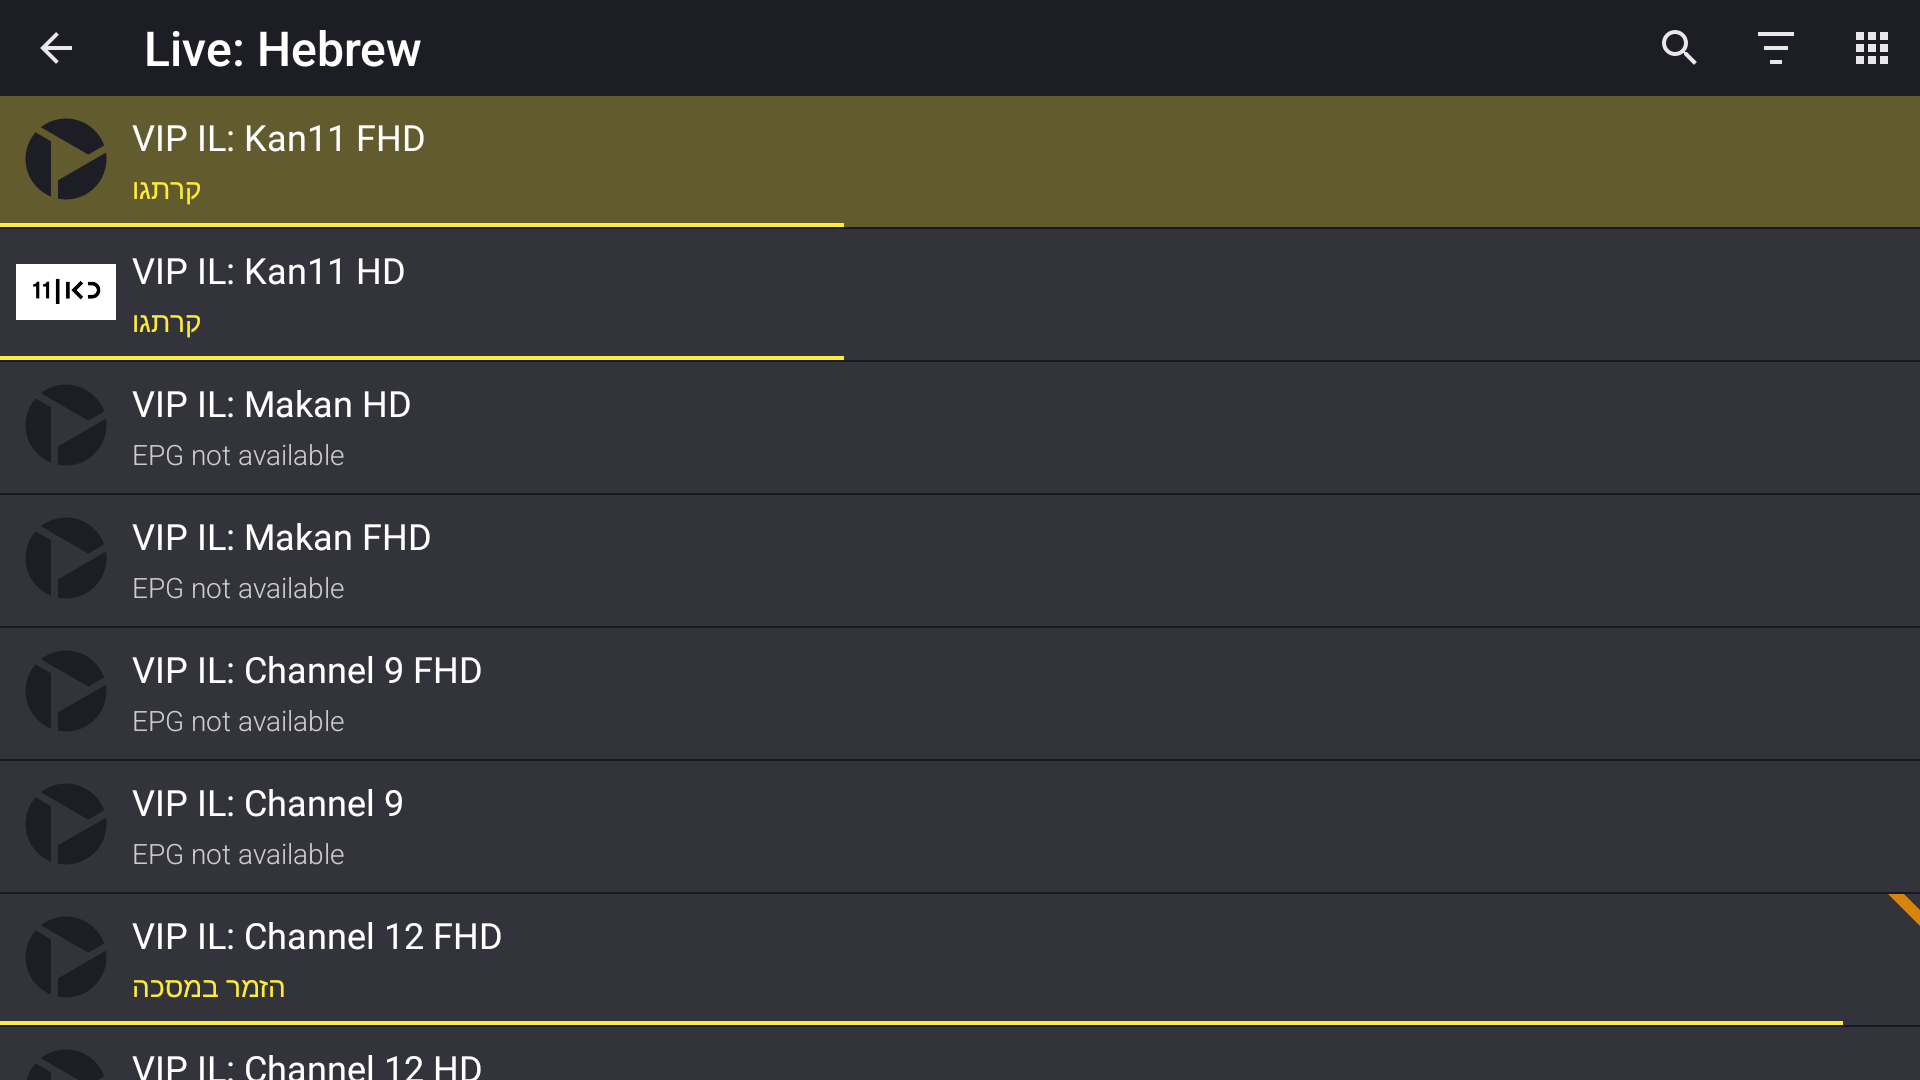 Live: Hebrew
VIP IL: Kan11 FHD
קרתגו
כאן|11
VIP IL: Kan11 HD
קרתגו
VIP IL: Makan HD
EPG not available
VIP IL: Makan FHD
EPG not available
VIP IL: Channel 9 FHD
EPG not available
VIP IL: Channel 9
EPG not available
VIP IL: Channel 12 FHD
הזמר במסכה
VIP IL: Channel 12 HD